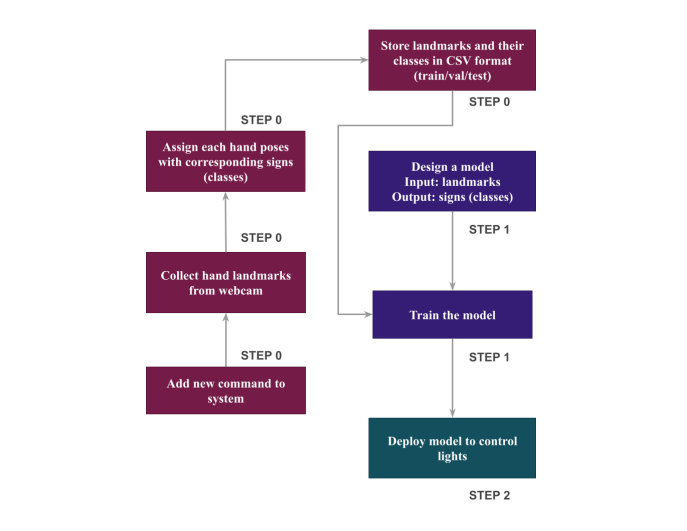 Store landmarks and their
classes in CSV format
(train/val/test)
STEP 0
STEP 0
Assign each hand poses
with corresponding signs
(classes)
Design a model
Input: landmarks
Output: signs (classes)
STEP 1
STEP 0
Collect hand landmarks
from webcam
Train the model
STEP 0
STEP 1
Add new command to
system
Deploy model to control
lights
STEP 2